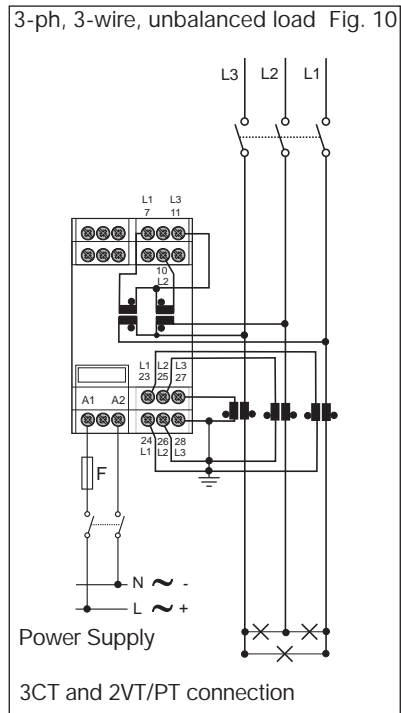 3-ph, 3-wire, unbalanced load Fig. 10
L3 L2 L1
L1 L3
7 11
10
L2
L1 L2 L3
23 25 27
A1 A2
24 26 28
L1 L2 L3
F
N ~ -
L ~ +
Power Supply
3CT and 2VT/PT connection